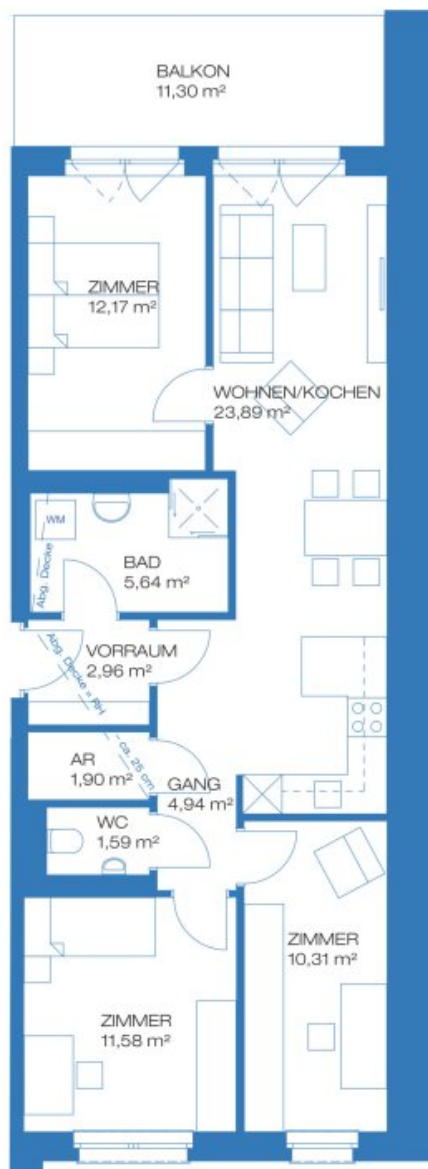 BALKON
11,30 m²
ZIMMER
12,17 m²
WOHNEN/KOCHEN
23,89 m²
WM
Abg. Decke
BAD
5,64 m²
VORRAUM
2,96 m²
Abg. Decke = RH
ca. 25 cm
AR
1,90 m²
GANG
4,94 m²
WC
1,59 m²
ZIMMER
10,31 m²
ZIMMER
11,58 m²